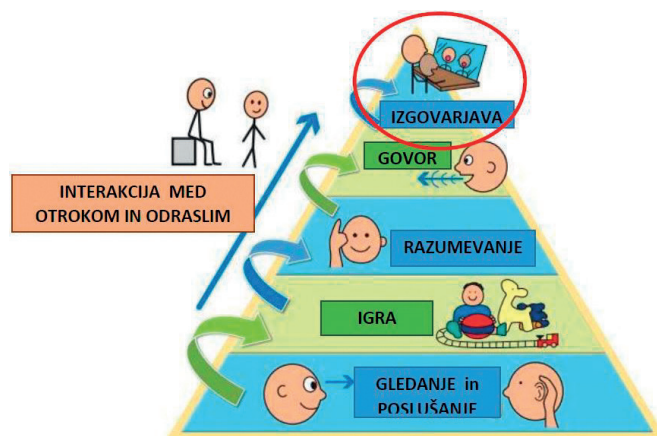 IZGOVARJAVA
GOVOR
INTERAKCIJA MED
OTROKOM IN ODRASLIM
RAZUMEVANJE
IGRA
GLEDANJE in
POSLUŠANJE